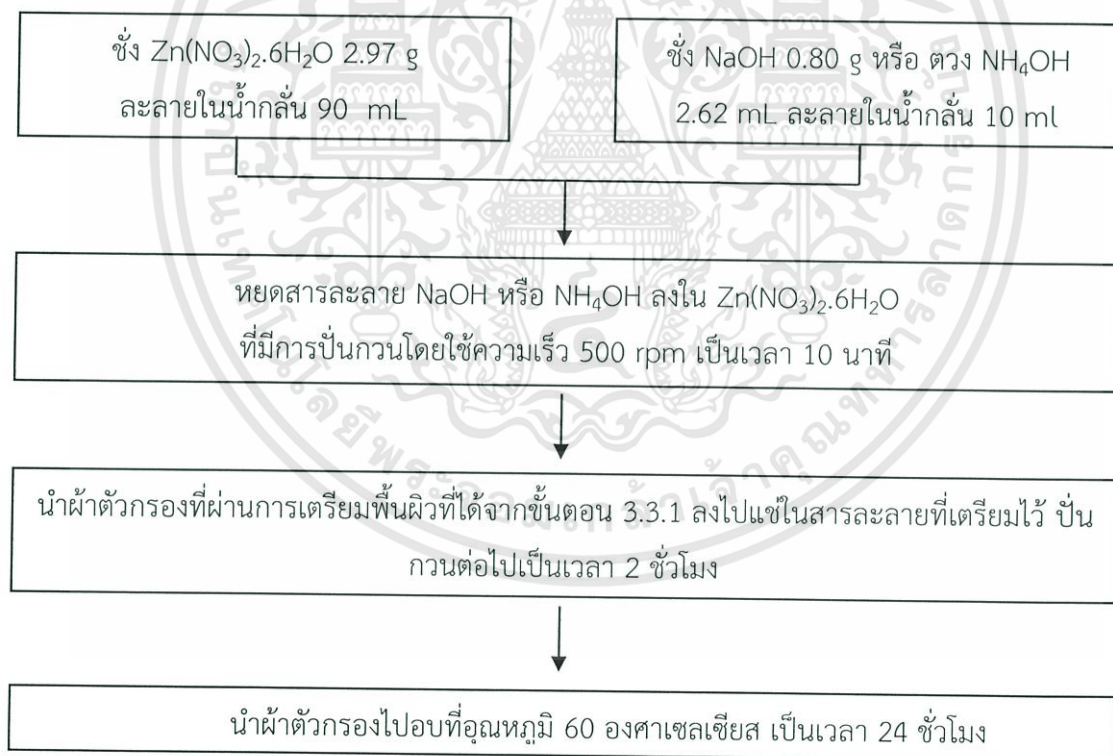 ชั่ง Zn(NO₃)₂.6H₂O 2.97 g
ละลายในน้ำกลั่น 90 mL
ชั่ง NaOH 0.80 g หรือ ตวง NH₄OH
2.62 mL ละลายในน้ำกลั่น 10 ml
หยดสารละลาย NaOH หรือ NH₄OH ลงใน Zn(NO₃)₂.6H₂O
ที่มีการปั่นกวนโดยใช้ความเร็ว 500 rpm เป็นเวลา 10 นาที
นำผ้าตัวกรองที่ผ่านการเตรียมพื้นผิวที่ได้จากขั้นตอน 3.3.1 ลงไปแช่ในสารละลายที่เตรียมไว้ ปั่น
กวนต่อไปเป็นเวลา 2 ชั่วโมง
นำผ้าตัวกรองไปอบที่อุณหภูมิ 60 องศาเซลเซียส เป็นเวลา 24 ชั่วโมง